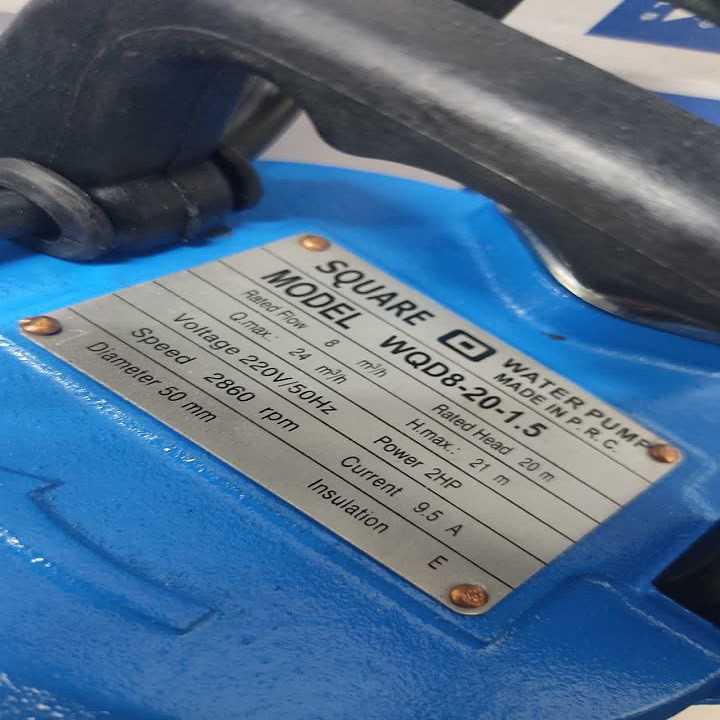 SQUARE WATER PUMP
MADE IN P.R.C.
MODEL WQD8-20-1.5
Rated Flow 8 m³/h Rated Head 20 m
Q.max.: 24 m³/h H.max.: 21 m
Voltage 220V/50Hz Power 2HP
Speed 2860 rpm Current 9.5 A
Diameter 50 mm Insulation E